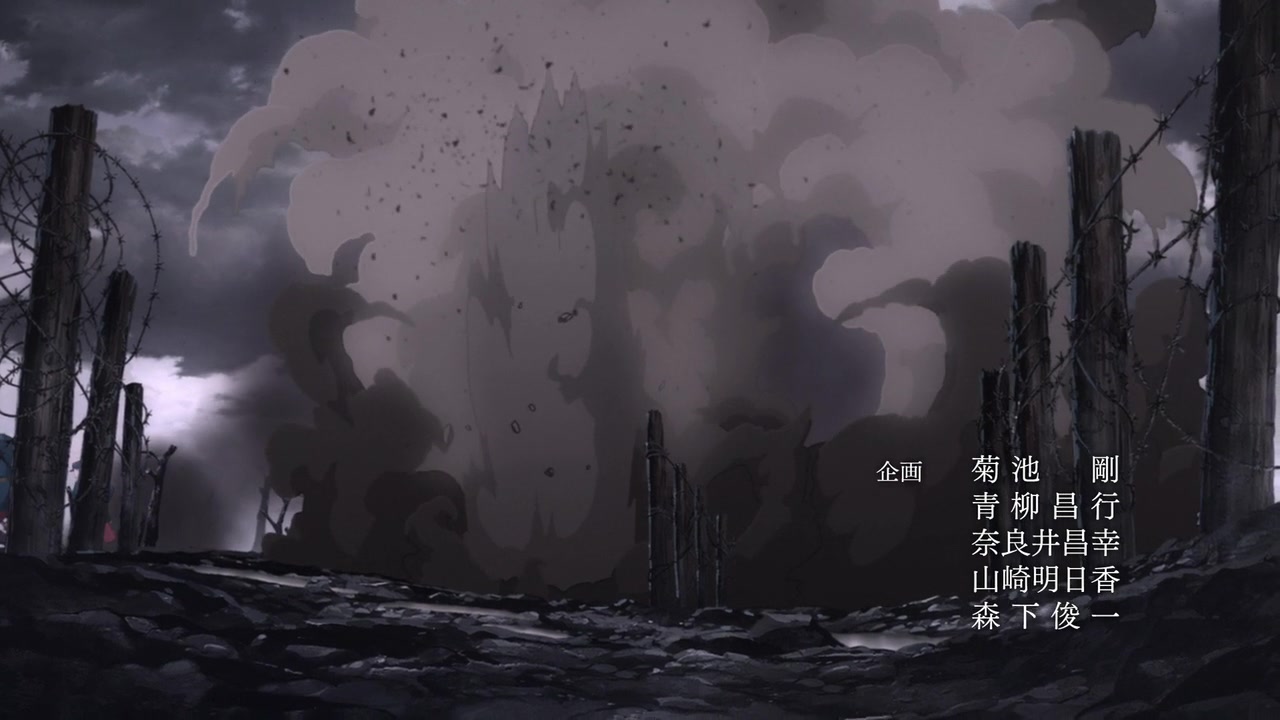 企画 菊池 剛
青柳昌行
奈良井昌幸
山崎明日香
森下俊一